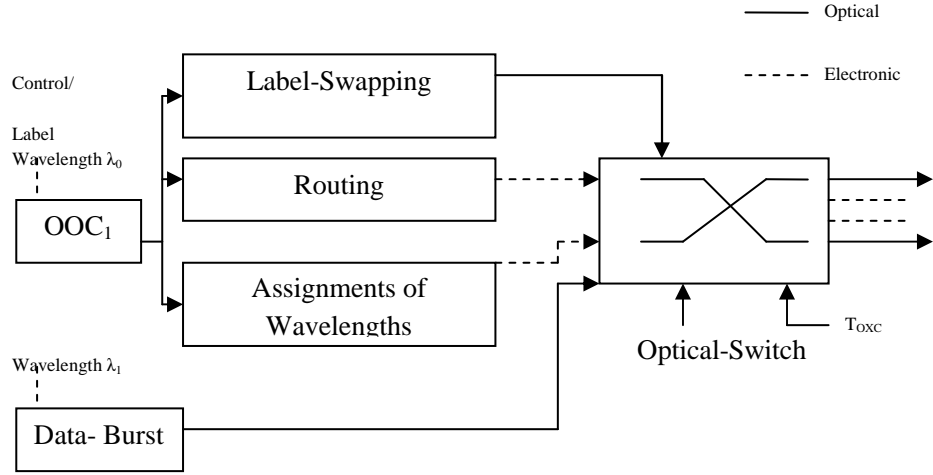 Optical
Electronic
Control/
Label
Wavelength λ₀
OOC₁
Label-Swapping
Routing
Assignments of
Wavelengths
Optical-Switch
T_OXC
Wavelength λ₁
Data- Burst